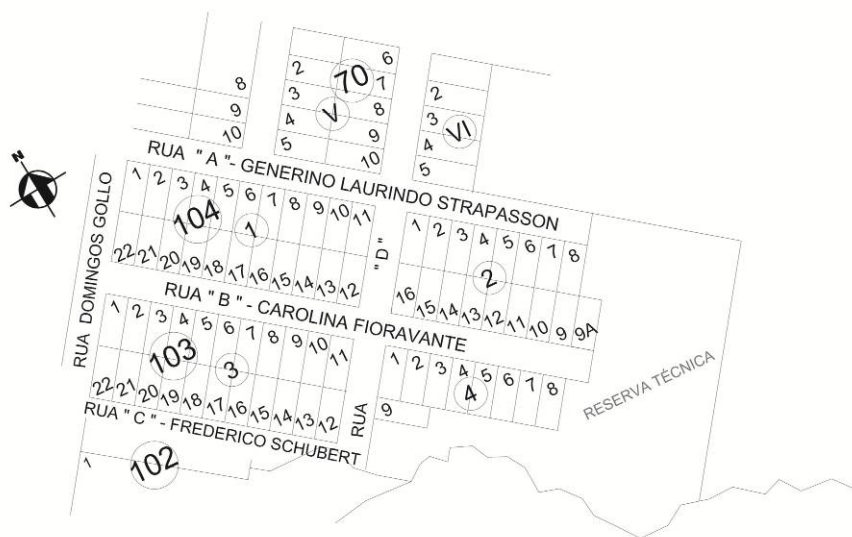 6
2 70 7
8 3 8
9 4 V 9
10 5 10
2
3 VI
4
5
N
RUA " A "- GENERINO LAURINDO STRAPASSON
RUA DOMINGOS GOLLO
1 2 3 4 5 6 7 8 9 10 11
104 1
22 21 20 19 18 17 16 15 14 13 12
" D "
1 2 3 4 5 6 7 8
2
16 15 14 13 12 11 10 9 9A
RUA " B " - CAROLINA FIORAVANTE
1 2 3 4 5 6 7 8 9 10 11
103 3
22 21 20 19 18 17 16 15 14 13 12
RUA
1 2 3 4 5 6 7 8
4
9
RESERVA TÉCNICA
RUA " C " - FREDERICO SCHUBERT
1 102